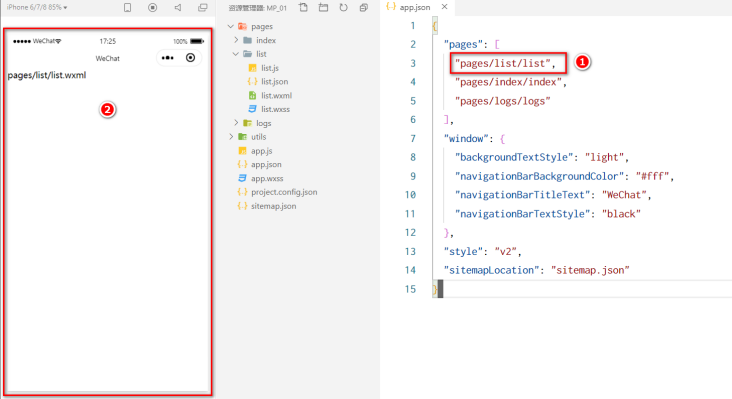 iPhone 6/7/8 85%
WeChat
17:25
100%
WeChat
pages/list/list.wxml
2
资源管理器: MP_01
pages
index
list
list.js
list.json
list.wxml
list.wxss
logs
utils
app.js
app.json
app.wxss
project.config.json
sitemap.json
app.json
1 {
2 "pages": [
3 "pages/list/list", 1
4 "pages/index/index",
5 "pages/logs/logs"
6 ],
7 "window": {
8 "backgroundTextStyle": "light",
9 "navigationBarBackgroundColor": "#fff",
10 "navigationBarTitleText": "WeChat",
11 "navigationBarTextStyle": "black"
12 },
13 "style": "v2",
14 "sitemapLocation": "sitemap.json"
15 }